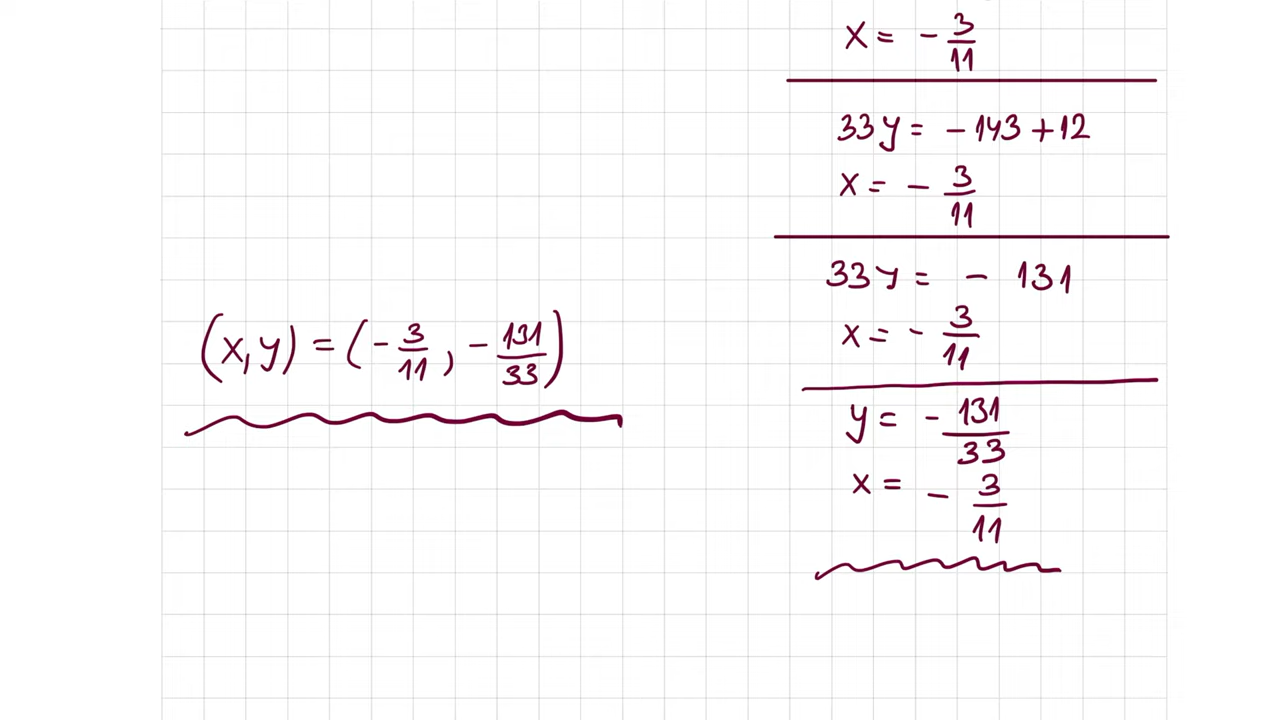 x = - 3/11
33y = - 143 + 12
x = - 3/11
33y = - 131
x = - 3/11
(x,y) = (- 3/11, - 131/33)
y = - 131/33
x = - 3/11